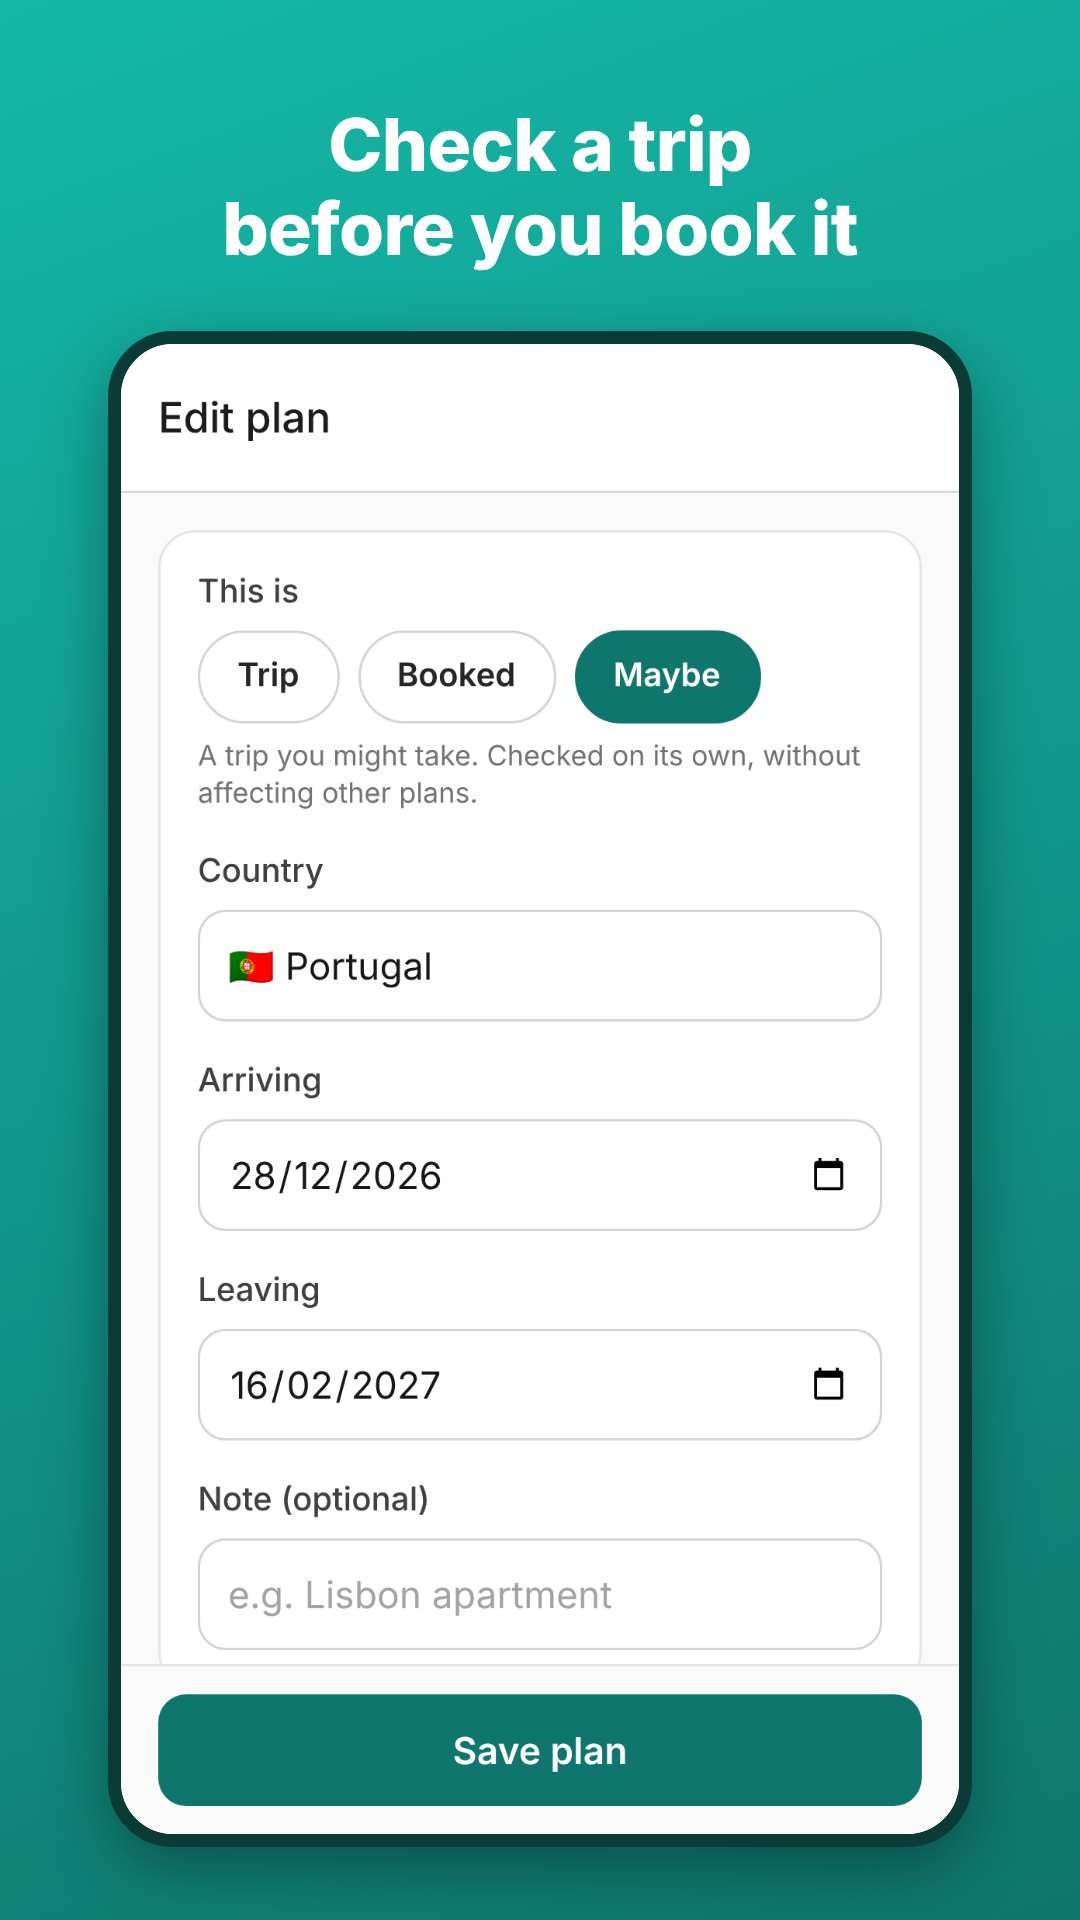 Check a trip
before you book it
Edit plan
This is
Trip
Booked
Maybe
A trip you might take. Checked on its own, without
affecting other plans.
Country
🇵🇹 Portugal
Arriving
28/12/2026
Leaving
16/02/2027
Note (optional)
e.g. Lisbon apartment
Save plan